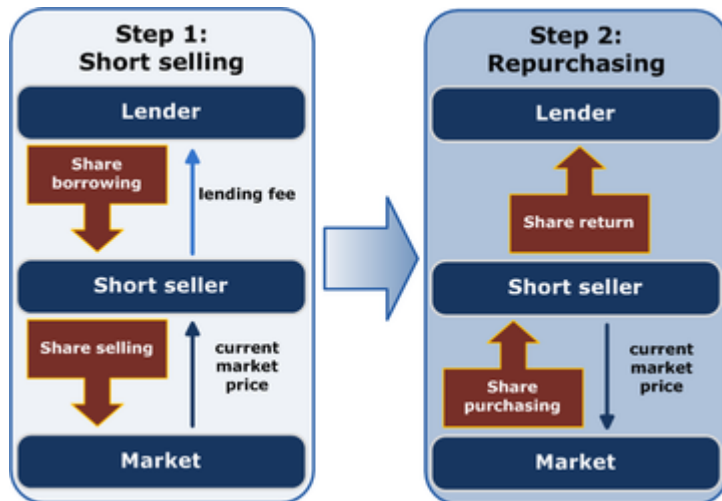 Step 1:
Short selling
Lender
Share
borrowing
lending fee
Short seller
Share selling
current
market
price
Market
Step 2:
Repurchasing
Lender
Share return
Short seller
Share
purchasing
current
market
price
Market